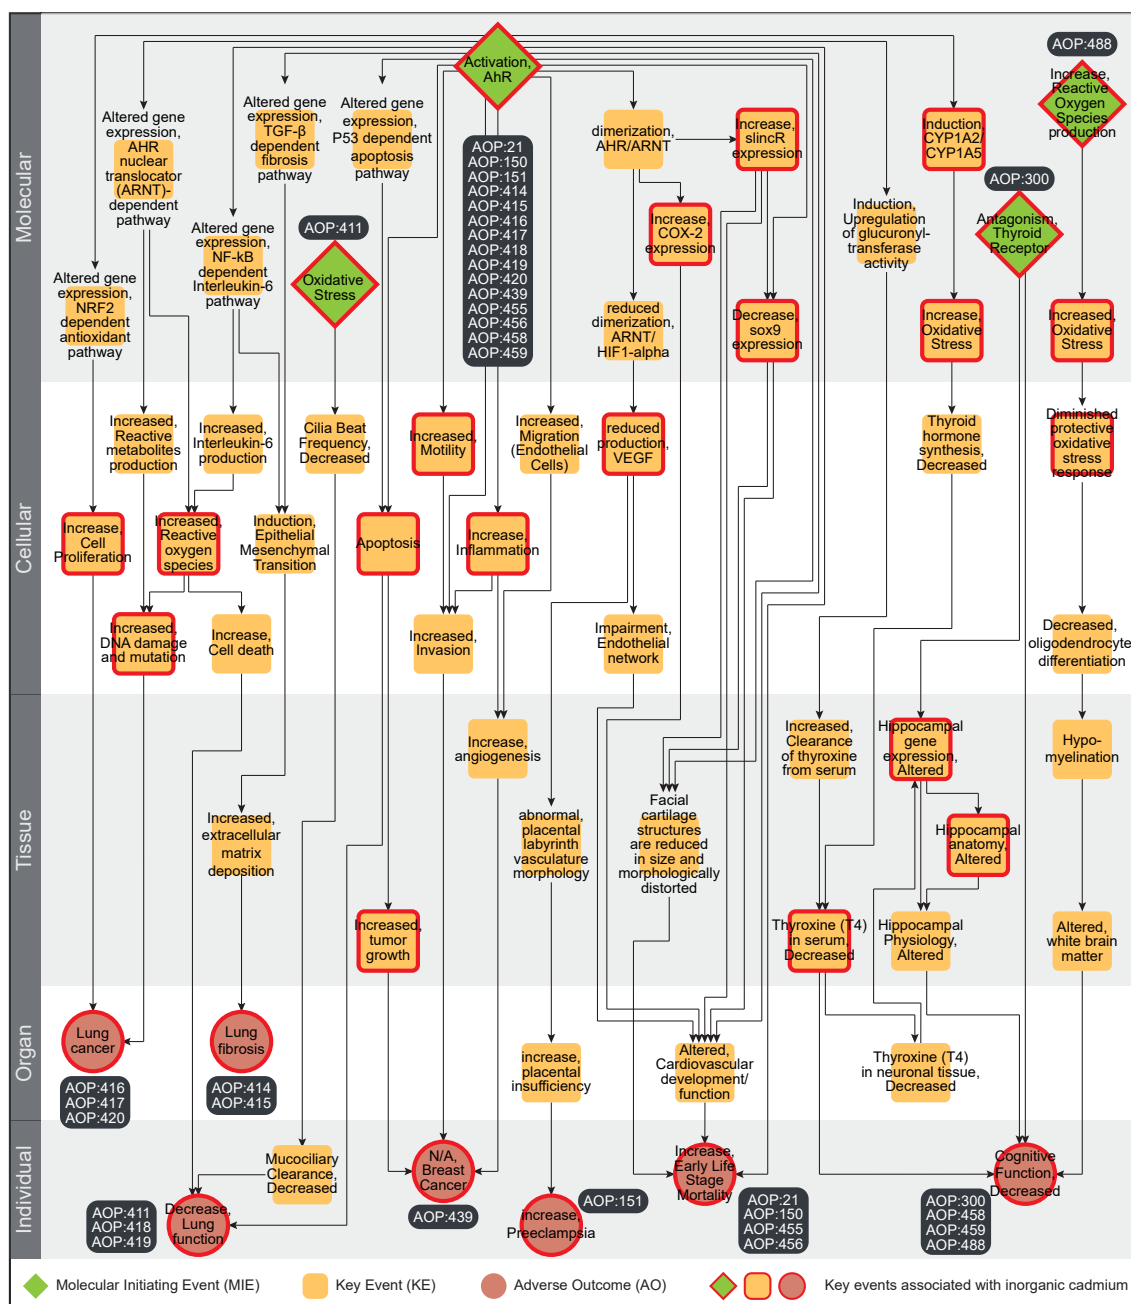 Molecular
Cellular
Tissue
Organ
Individual
Activation,
AhR
AOP:488
Increase,
Reactive
Oxygen
Species
production
Altered gene
expression,
AHR
nuclear
translocator
(ARNT)-
dependent
pathway
Altered gene
expression,
TGF-β
dependent
fibrosis
pathway
Altered gene
expression,
P53 dependent
apoptosis
pathway
AOP:21
AOP:150
AOP:151
AOP:414
AOP:415
AOP:416
AOP:417
AOP:418
AOP:419
AOP:420
AOP:439
AOP:455
AOP:456
AOP:458
AOP:459
dimerization,
AHR/ARNT
Increase,
slincR
expression
Induction,
CYP1A2/
CYP1A5
AOP:300
Antagonism,
Thyroid
Receptor
Increase,
COX-2
expression
Induction,
Upregulation
of glucuronyl-
transferase
activity
Altered gene
expression,
NF-kB
dependent
Interleukin-6
pathway
AOP:411
Oxidative
Stress
Altered gene
expression,
NRF2
dependent
antioxidant
pathway
reduced
dimerization,
ARNT/
HIF1-alpha
Decrease,
sox9
expression
Increase,
Oxidative
Stress
Increased,
Oxidative
Stress
Increased,
Reactive
metabolites
production
Increased,
Interleukin-6
production
Cilia Beat
Frequency,
Decreased
Increased,
Motility
Increased,
Migration
(Endothelial
Cells)
reduced
production,
VEGF
Thyroid
hormone
synthesis,
Decreased
Diminished
protective
oxidative
stress
response
Increase,
Cell
Proliferation
Increased,
Reactive
oxygen
species
Induction,
Epithelial
Mesenchymal
Transition
Apoptosis
Increase,
Inflammation
Increased,
DNA damage
and mutation
Increase,
Cell death
Increased,
Invasion
Impairment,
Endothelial
network
Decreased,
oligodendrocyte
differentiation
Increase,
angiogenesis
Increased,
Clearance
of thyroxine
from serum
Hippocampal
gene
expression,
Altered
Hypo-
myelination
Increased,
extracellular
matrix
deposition
abnormal,
placental
labyrinth
vasculature
morphology
Facial
cartilage
structures
are reduced
in size and
morphologically
distorted
Hippocampal
anatomy,
Altered
Increased,
tumor
growth
Thyroxine (T4)
in serum,
Decreased
Hippocampal
Physiology,
Altered
Altered,
white brain
matter
Lung
cancer
AOP:416
AOP:417
AOP:420
Lung
fibrosis
AOP:414
AOP:415
increase,
placental
insufficiency
Altered,
Cardiovascular
development/
function
Thyroxine (T4)
in neuronal tissue,
Decreased
Mucociliary
Clearance,
Decreased
N/A,
Breast
Cancer
AOP:439
Increase,
Early Life
Stage
Mortality
Cognitive
Function,
Decreased
AOP:411
AOP:418
AOP:419
Decrease,
Lung
function
increase,
Preeclampsia
AOP:151
AOP:21
AOP:150
AOP:455
AOP:456
AOP:300
AOP:458
AOP:459
AOP:488
Molecular Initiating Event (MIE)
Key Event (KE)
Adverse Outcome (AO)
Key events associated with inorganic cadmium